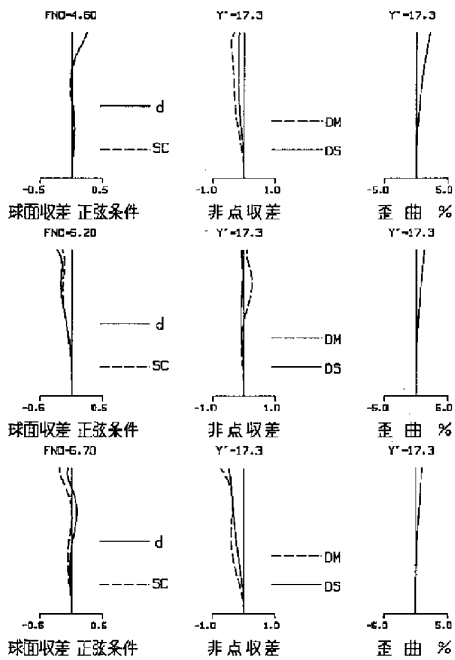 FNO=4.60 Y'=17.3 Y'=17.3
d
SC
DM
DS
-0.5 0.5 -1.0 1.0 5.0
球面収差 正弦条件 非点収差 歪曲 %
FNO=5.20 Y'=17.3 Y'=17.3
d
SC
DM
DS
-0.5 0.5 -1.0 1.0 -5.0 5.0
球面収差 正弦条件 非点収差 歪曲 %
FNO=5.70 Y'=17.3 Y'=17.3
d
SC
DM
DS
-0.5 0.5 -1.0 1.0 5.0
球面収差 正弦条件 非点収差 歪曲 %